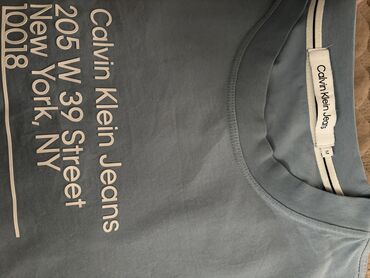 Calvin Klein Jeans
205 W 39 Street
New York, NY
10018
Calvin Klein Jeans
M